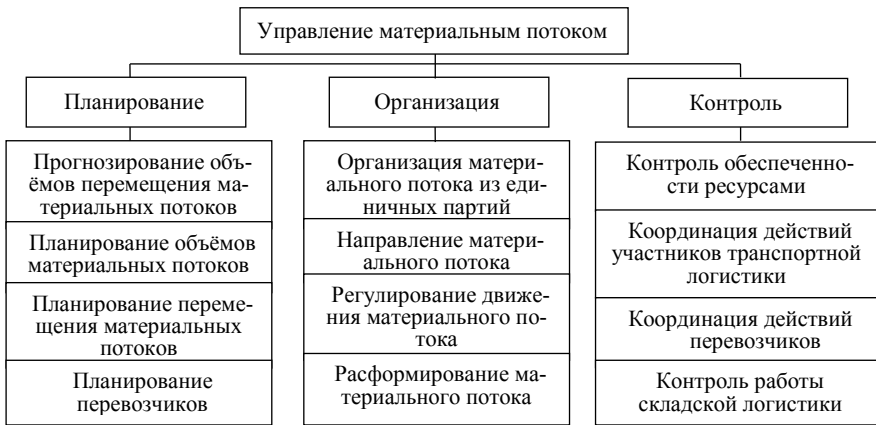 Управление материальным потоком
Планирование
Организация
Контроль
Прогнозирование объ-
ёмов перемещения ма-
териальных потоков
Планирование объёмов
материальных потоков
Планирование переме-
щения материальных
потоков
Планирование
перевозчиков
Организация матери-
ального потока из еди-
ничных партий
Направление матери-
ального потока
Регулирование движе-
ния материального по-
тока
Расформирование ма-
териального потока
Контроль обеспеченно-
сти ресурсами
Координация действий
участников транспортной
логистики
Координация действий
перевозчиков
Контроль работы
складской логистики